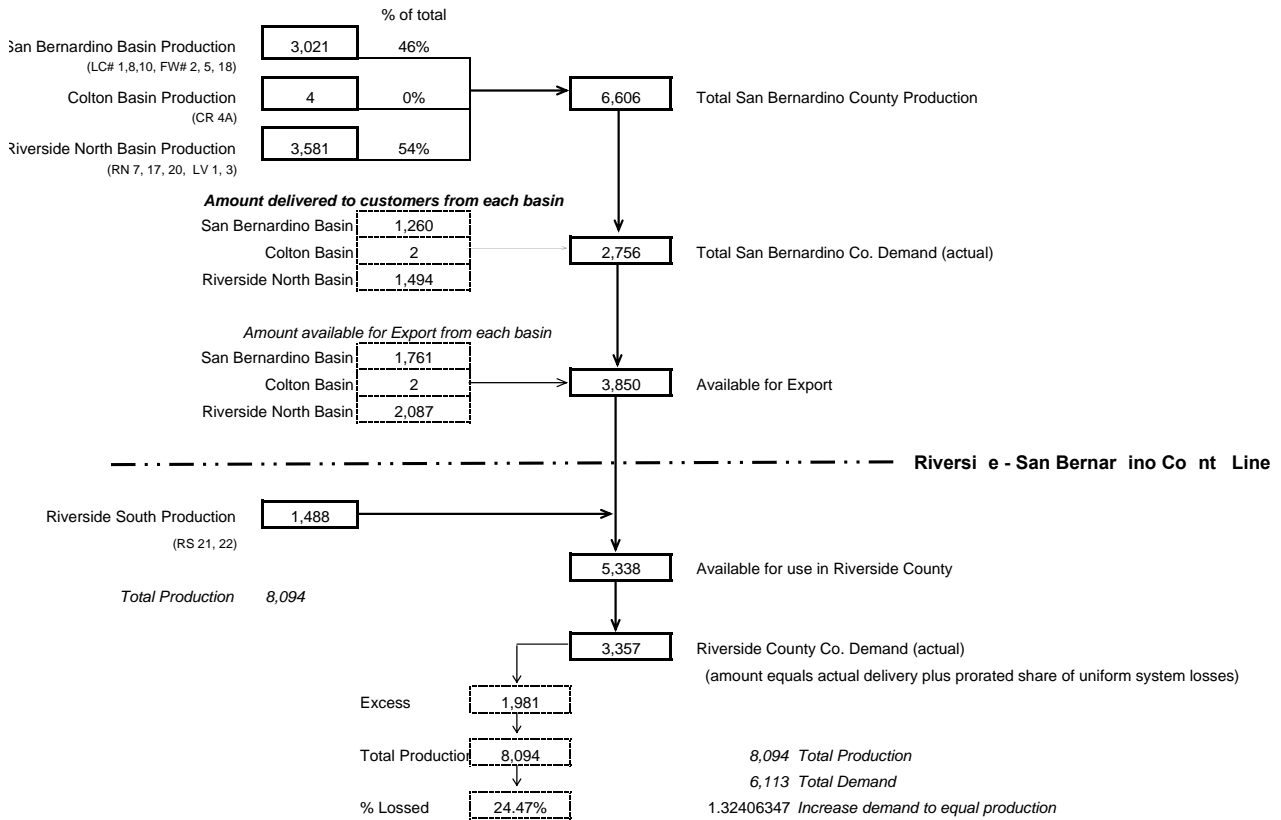 % of total
San Bernardino Basin Production 3,021 46%
(LC# 1,8,10, FW# 2, 5, 18)
Colton Basin Production 4 0% 6,606 Total San Bernardino County Production
(CR 4A)
Riverside North Basin Production 3,581 54%
(RN 7, 17, 20, LV 1, 3)
Amount delivered to customers from each basin
San Bernardino Basin 1,260
Colton Basin 2 2,756 Total San Bernardino Co. Demand (actual)
Riverside North Basin 1,494
Amount available for Export from each basin
San Bernardino Basin 1,761
Colton Basin 2 3,850 Available for Export
Riverside North Basin 2,087
Riversi e - San Bernar ino Co nt Line
Riverside South Production 1,488
(RS 21, 22)
5,338 Available for use in Riverside County
Total Production 8,094
3,357 Riverside County Co. Demand (actual)
(amount equals actual delivery plus prorated share of uniform system losses)
Excess 1,981
Total Production 8,094 8,094 Total Production
6,113 Total Demand
% Lossed 24.47% 1.32406347 Increase demand to equal production